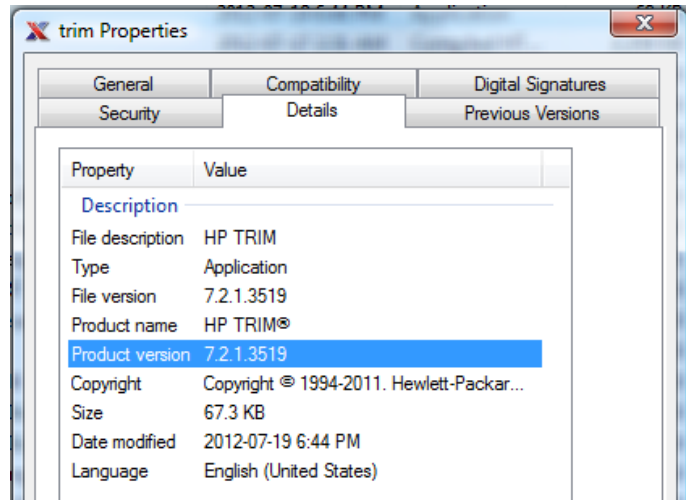 trim Properties
General Compatibility Digital Signatures
Security Details Previous Versions
Property Value
Description
File description HP TRIM
Type Application
File version 7.2.1.3519
Product name HP TRIM®
Product version 7.2.1.3519
Copyright Copyright © 1994-2011. Hewlett-Packar...
Size 67.3 KB
Date modified 2012-07-19 6:44 PM
Language English (United States)